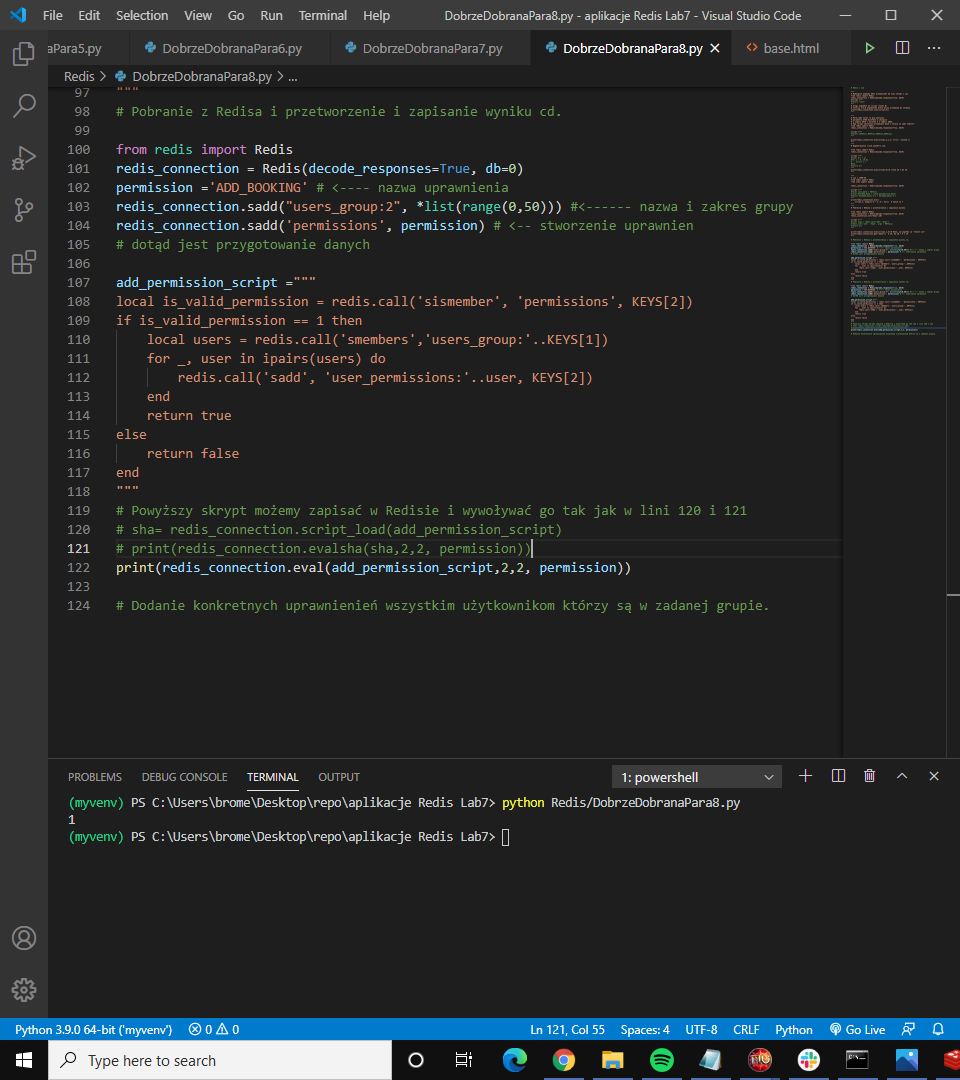 File Edit Selection View Go Run Terminal Help DobrzeDobranaPara8.py - aplikacje Redis Lab7 - Visual Studio Code
aPara5.py DobrzeDobranaPara6.py DobrzeDobranaPara7.py DobrzeDobranaPara8.py base.html
Redis > DobrzeDobranaPara8.py > ...
97 """
98 # Pobranie z Redisa i przetworzenie i zapisanie wyniku cd.
99
100 from redis import Redis
101 redis_connection = Redis(decode_responses=True, db=0)
102 permission ='ADD_BOOKING' # <---- nazwa uprawnienia
103 redis_connection.sadd("users_group:2", *list(range(0,50))) #<------ nazwa i zakres grupy
104 redis_connection.sadd('permissions', permission) # <-- stworzenie uprawnien
105 # dotąd jest przygotowanie danych
106
107 add_permission_script ="""
108 local is_valid_permission = redis.call('sismember', 'permissions', KEYS[2])
109 if is_valid_permission == 1 then
110     local users = redis.call('smembers','users_group:'..KEYS[1])
111     for _, user in ipairs(users) do
112         redis.call('sadd', 'user_permissions:'..user, KEYS[2])
113     end
114     return true
115 else
116     return false
117 end
118 """
119 # Powyższy skrypt możemy zapisać w Redisie i wywoływać go tak jak w lini 120 i 121
120 # sha= redis_connection.script_load(add_permission_script)
121 # print(redis_connection.evalsha(sha,2,2, permission))
122 print(redis_connection.eval(add_permission_script,2,2, permission))
123
124 # Dodanie konkretnych uprawnienień wszystkim użytkownikom którzy są w zadanej grupie.
PROBLEMS DEBUG CONSOLE TERMINAL OUTPUT 1: powershell
(myvenv) PS C:\Users\brome\Desktop\repo\aplikacje Redis Lab7> python Redis/DobrzeDobranaPara8.py
1
(myvenv) PS C:\Users\brome\Desktop\repo\aplikacje Redis Lab7>
Python 3.9.0 64-bit ('myvenv') 0 0 Ln 121, Col 55 Spaces: 4 UTF-8 CRLF Python Go Live
Type here to search